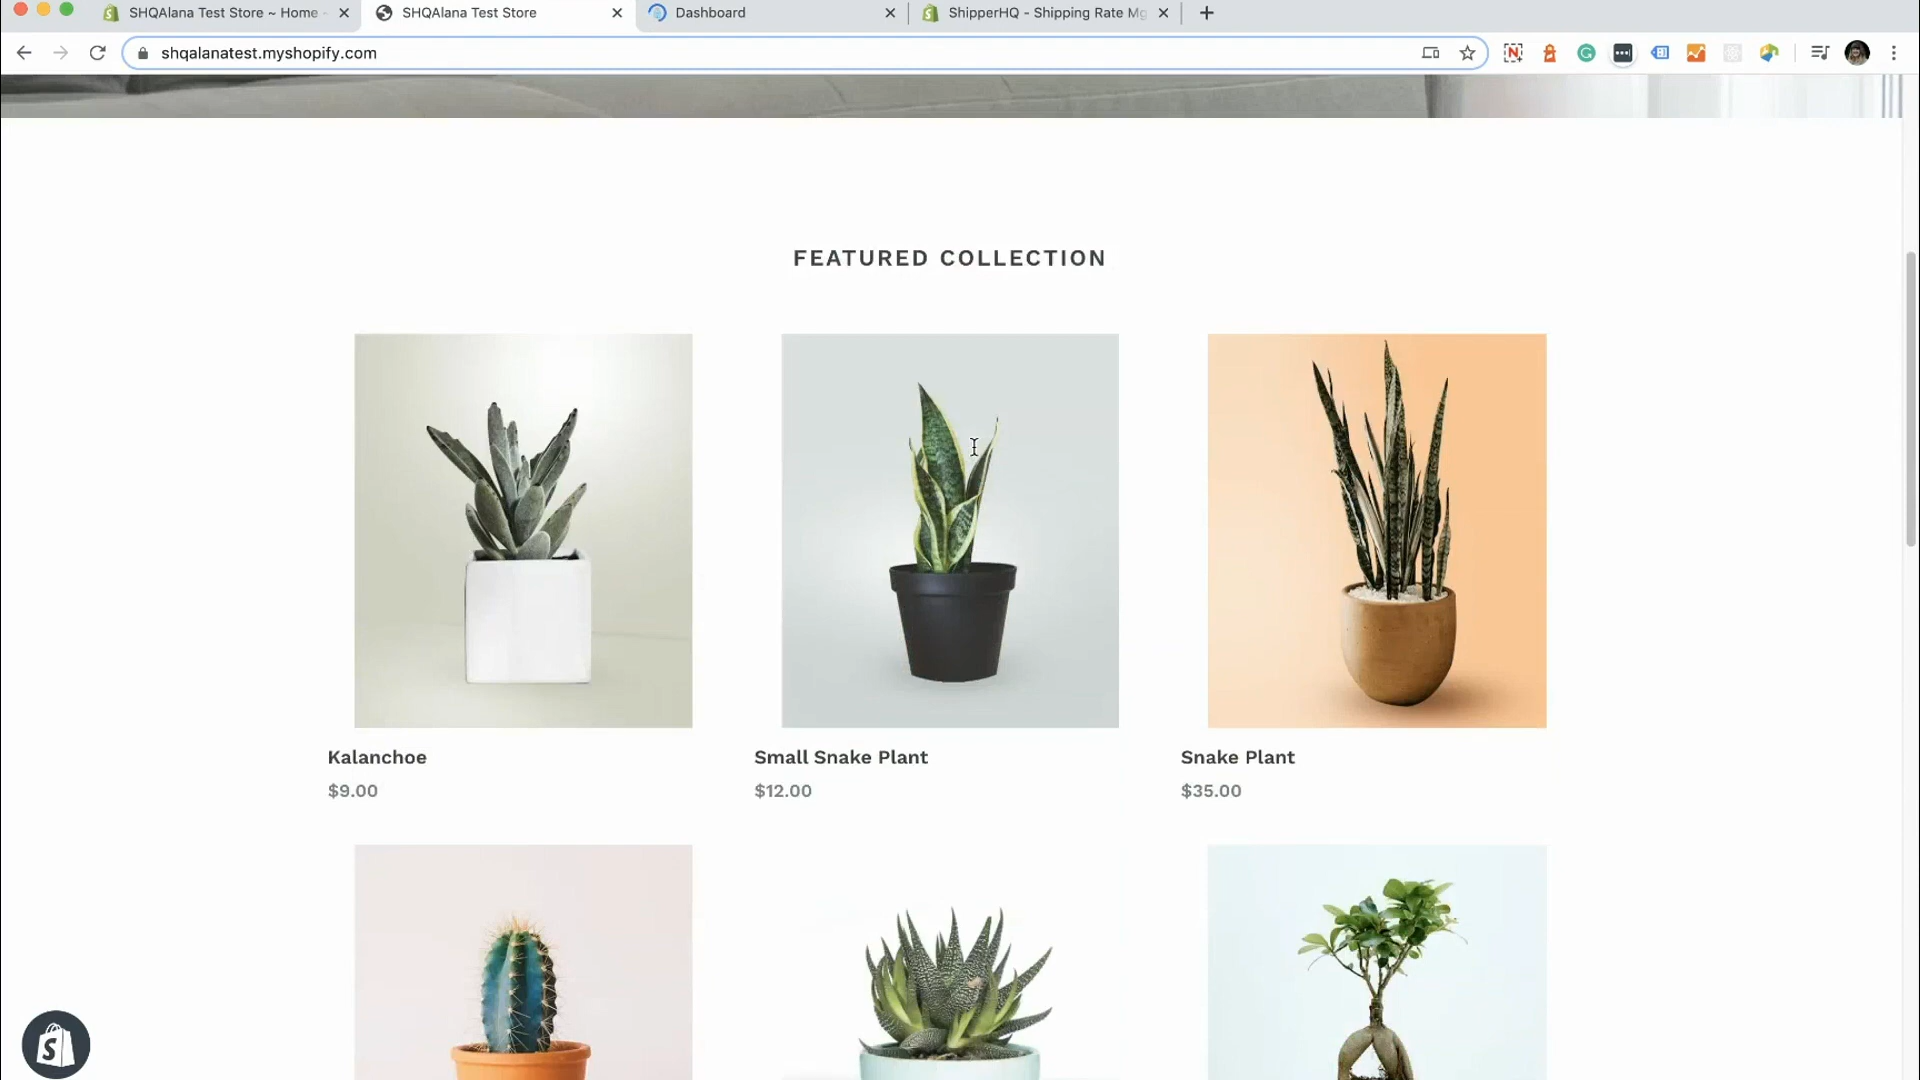 SHQAlana Test Store ~ Home -
SHQAlana Test Store
Dashboard
ShipperHQ - Shipping Rate Mg
shqalanatest.myshopify.com
FEATURED COLLECTION
Kalanchoe
$9.00
Small Snake Plant
$12.00
Snake Plant
$35.00